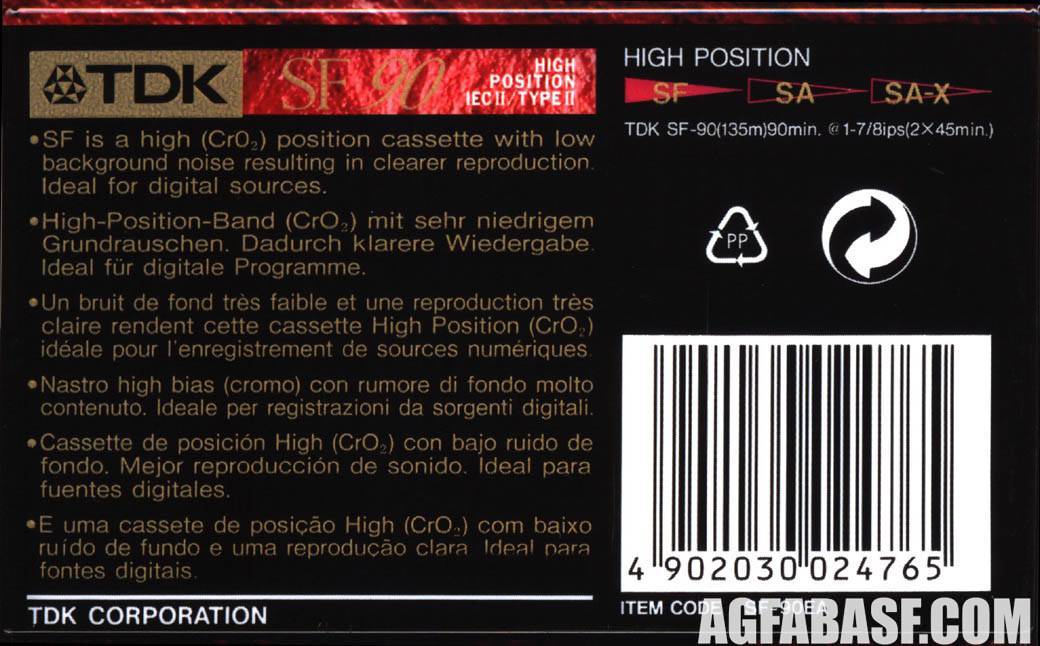 TDK SF 90 HIGH
POSITION
IEC II/TYPE II
•SF is a high (CrO₂) position cassette with low
background noise resulting in clearer reproduction.
Ideal for digital sources.
•High-Position-Band (CrO₂) mit sehr niedrigem
Grundrauschen. Dadurch klarere Wiedergabe.
Ideal für digitale Programme.
•Un bruit de fond très faible et une reproduction très
claire rendent cette cassette High Position (CrO₂)
idéale pour l'enregistrement de sources numériques.
•Nastro high bias (cromo) con rumore di fondo molto
contenuto. Ideale per registrazioni da sorgenti digitali.
•Cassette de posición High (CrO₂) con bajo ruido de
fondo. Mejor reproducción de sonido. Ideal para
fuentes digitales.
•E uma cassete de posição High (CrO₂) com baixo
ruído de fundo e uma reprodução clara. Ideal para
fontes digitais.
TDK CORPORATION
HIGH POSITION
SF SA SA-X
TDK SF-90(135m)90min. @1-7/8ips(2×45min.)
PP
4 902030 024765
ITEM CODE SF-90EA
AGFABASF.COM